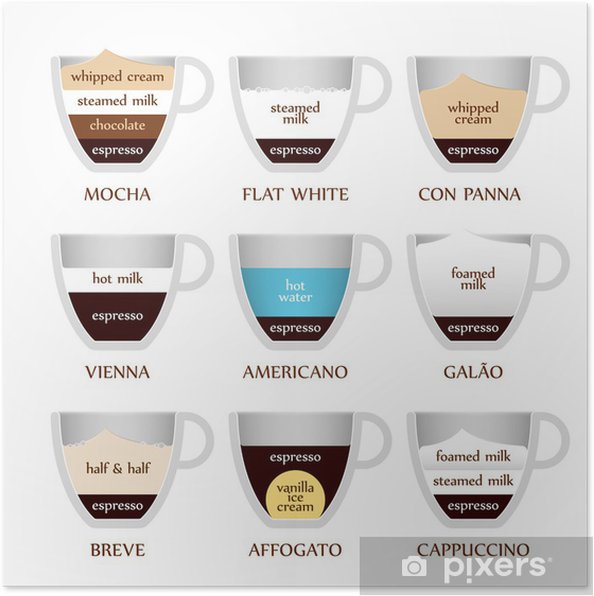 whipped cream
steamed milk
chocolate
espresso
MOCHA
steamed
milk
espresso
FLAT WHITE
whipped
cream
espresso
CON PANNA
hot milk
espresso
VIENNA
hot
water
espresso
AMERICANO
foamed
milk
espresso
GALÃO
half & half
espresso
BREVE
espresso
vanilla
ice
cream
AFFOGATO
foamed milk
steamed milk
espresso
CAPPUCCINO
pixers